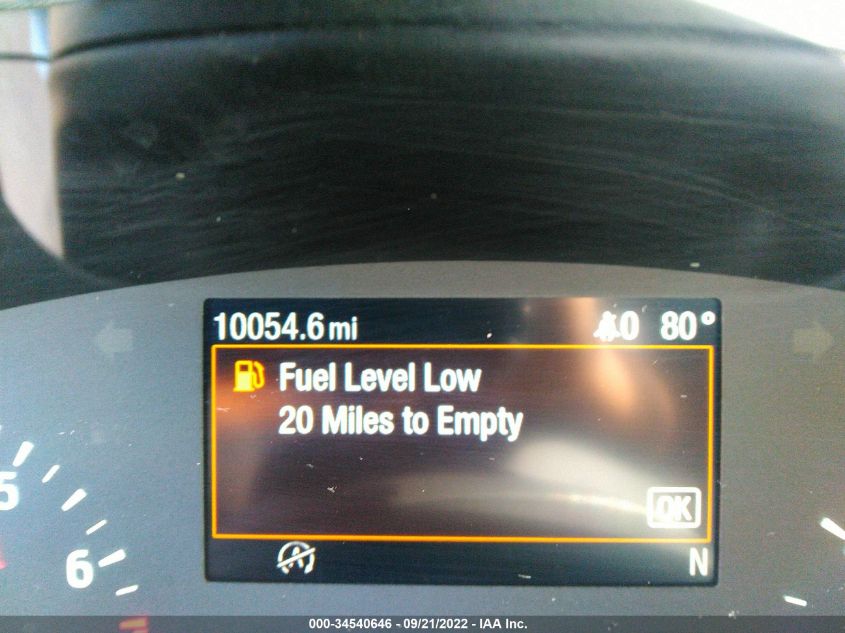 10054.6 mi 0 80°
Fuel Level Low
20 Miles to Empty
OK
5
6
N
000-34540646 - 09/21/2022 - IAA Inc.